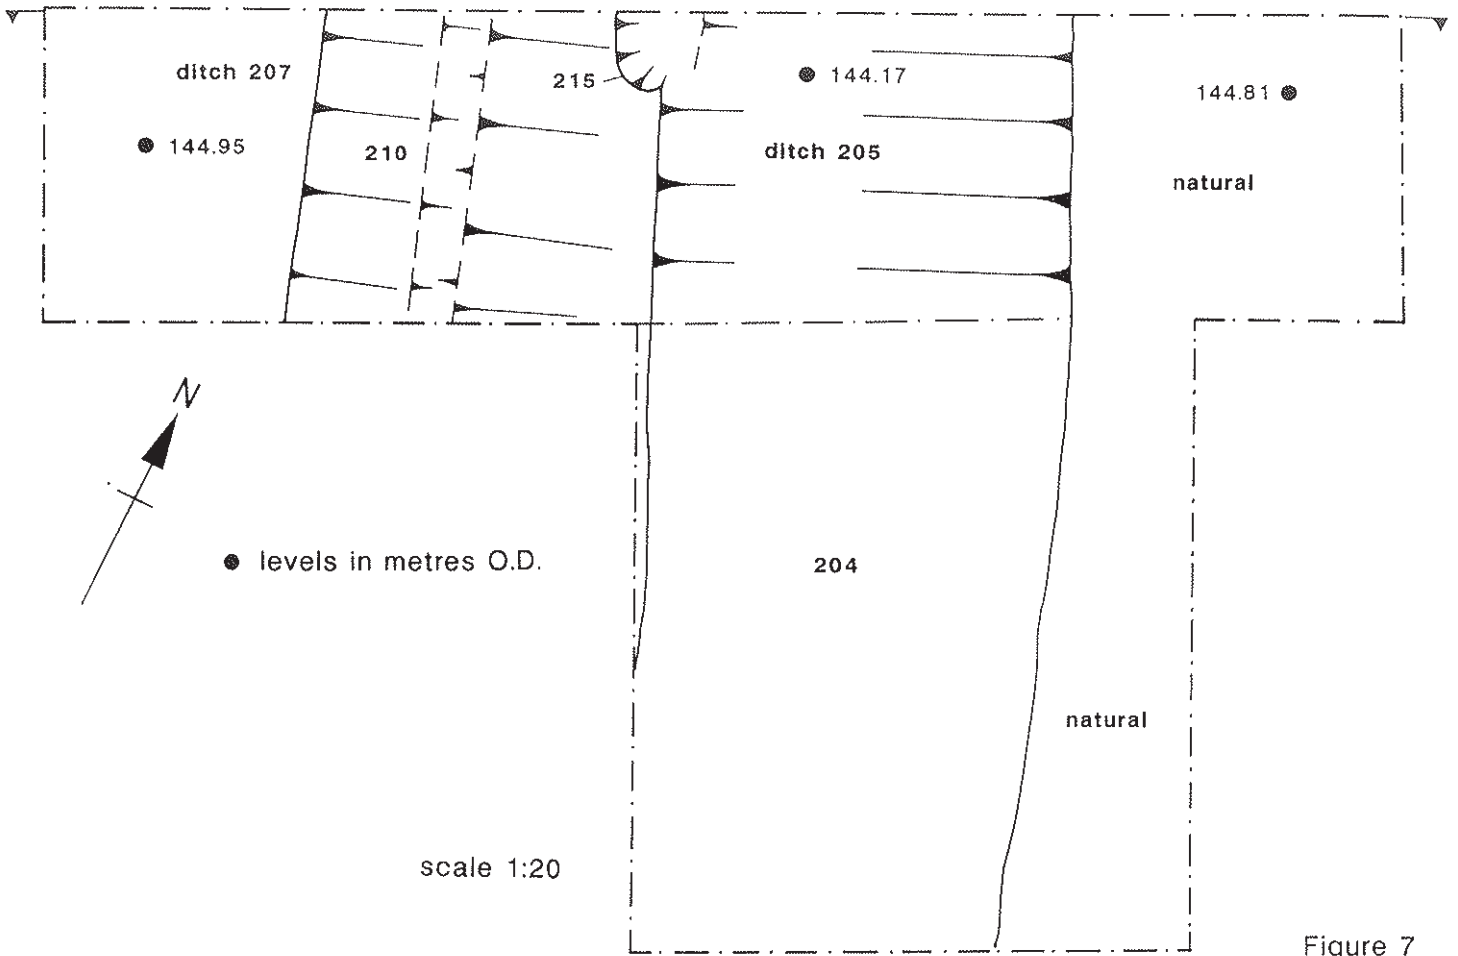 ditch 207
215
144.17
144.81
144.95
210
ditch 205
natural
N
levels in metres O.D.
204
natural
scale 1:20
Figure 7